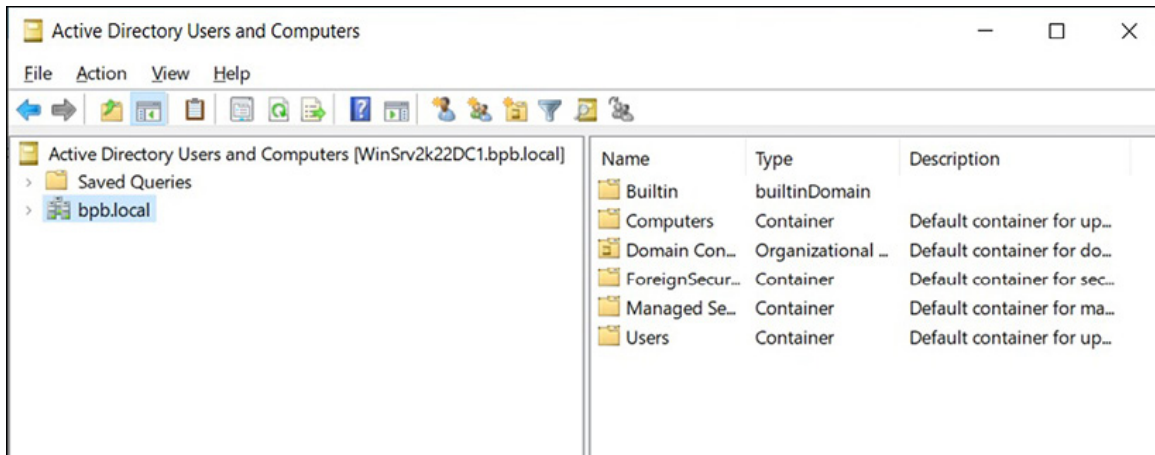 Active Directory Users and Computers
File Action View Help
Active Directory Users and Computers [WinSrv2k22DC1.bpb.local]
Saved Queries
bpb.local
Name Type Description
Builtin builtinDomain
Computers Container Default container for up...
Domain Con... Organizational ... Default container for do...
ForeignSecur... Container Default container for sec...
Managed Se... Container Default container for ma...
Users Container Default container for up...